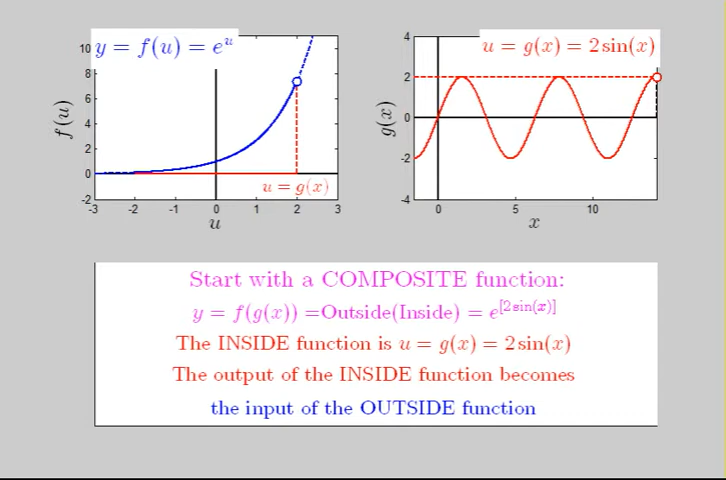 y = f(u) = e^u
f(u)
10
8
6
4
2
0
-2
-3
-2
-1
0
1
2
3
u = g(x)
u
u = g(x) = 2 sin(x)
g(x)
4
2
0
-2
-4
0
5
10
x
Start with a COMPOSITE function:
y = f(g(x)) =Outside(Inside) = e^[2 sin(x)]
The INSIDE function is u = g(x) = 2 sin(x)
The output of the INSIDE function becomes
the input of the OUTSIDE function